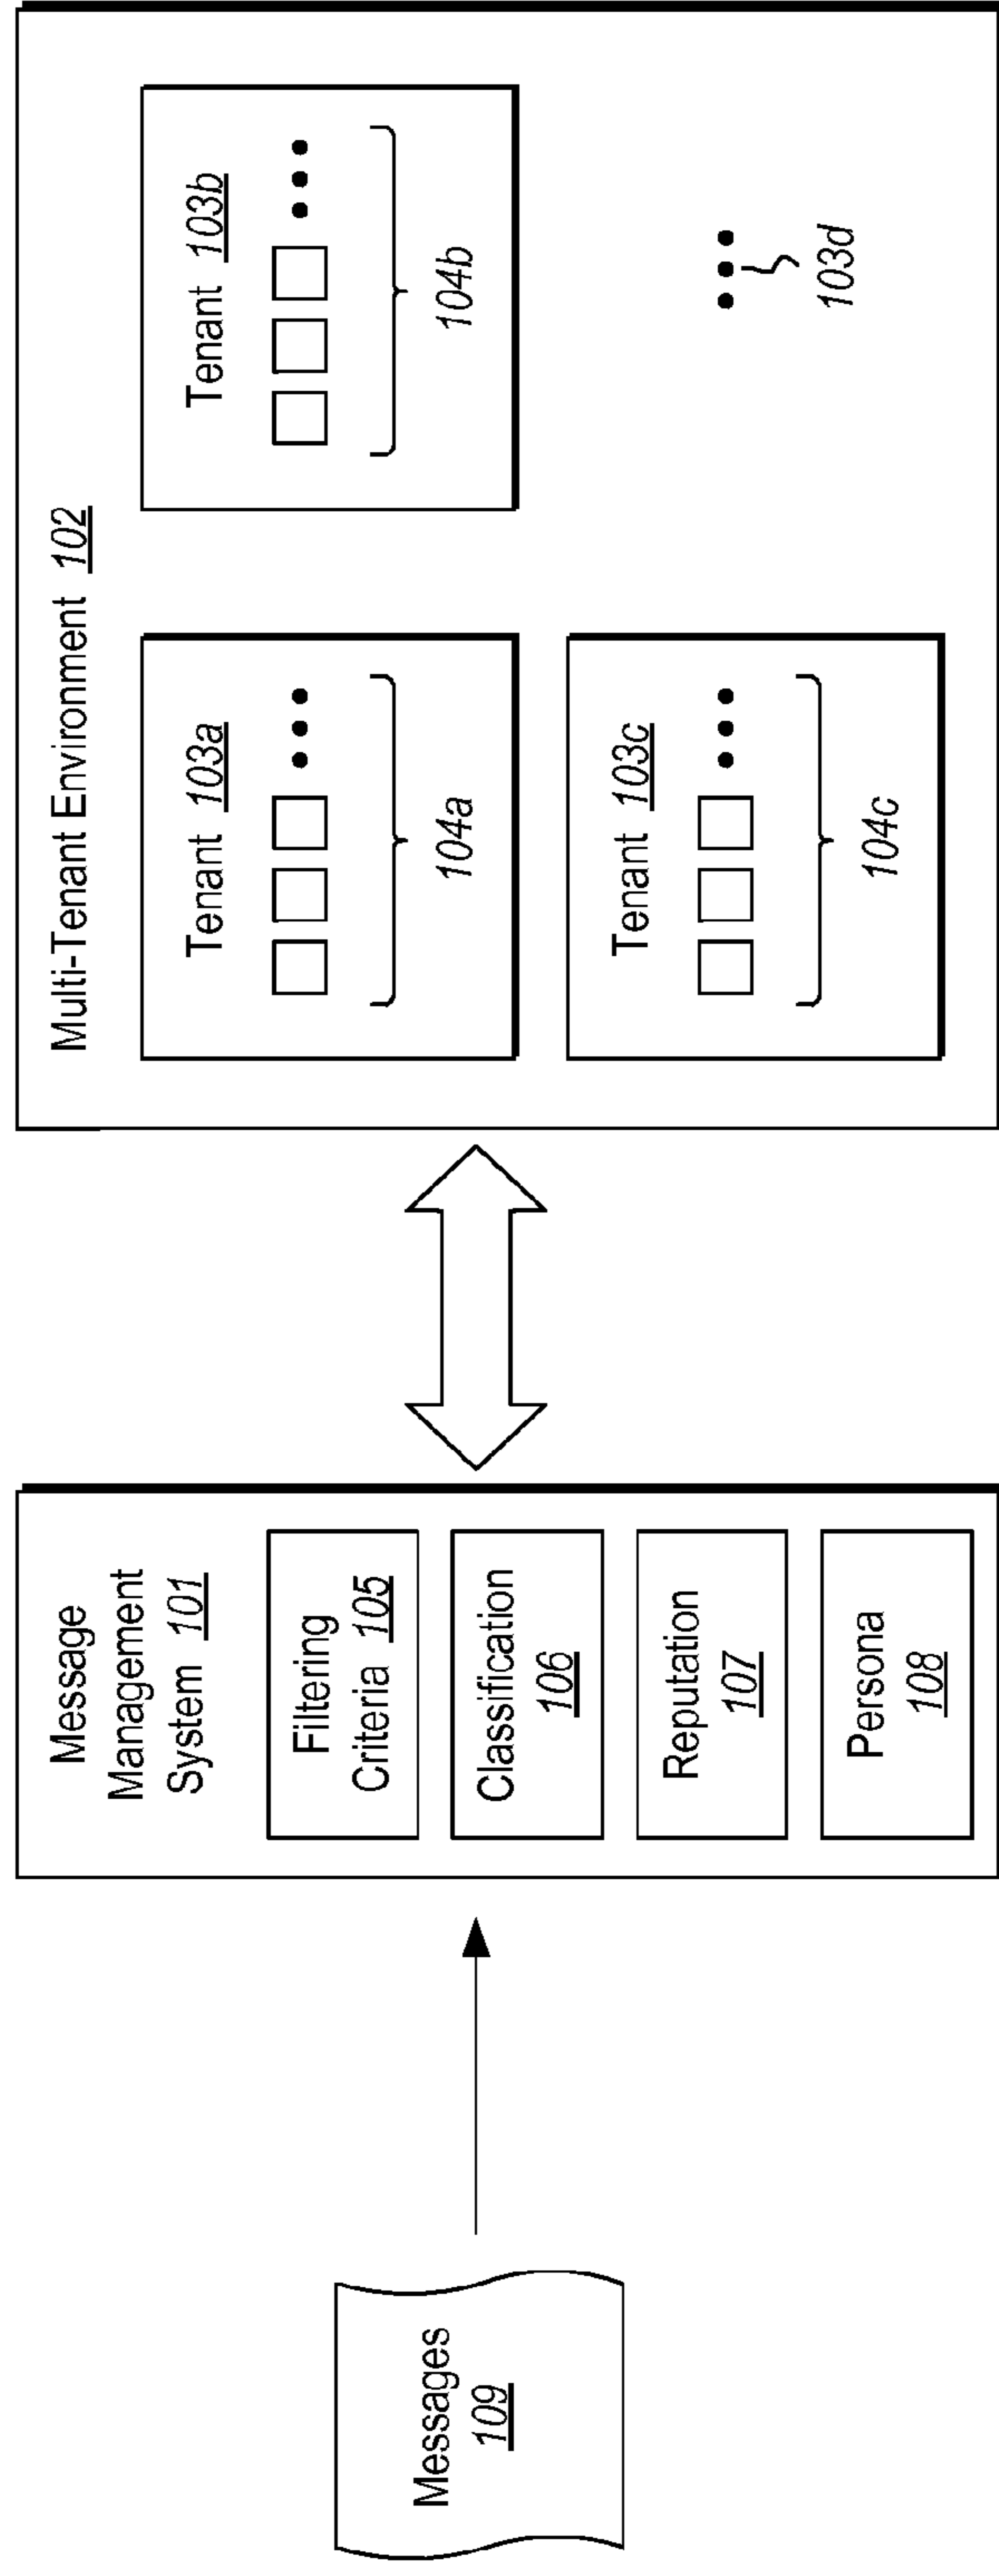 Messages
109
Message
Management
System 101
Filtering
Criteria 105
Classification
106
Reputation
107
Persona
108
Multi-Tenant Environment 102
Tenant 103a
104a
Tenant 103b
104b
Tenant 103c
104c
103d